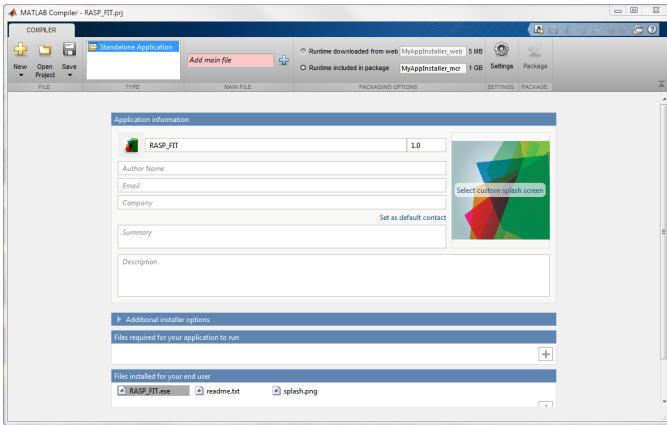 MATLAB Compiler - RASP_FIT.prj
COMPILER
New
Open Project
Save
FILE
Standalone Application
TYPE
Add main file
MAIN FILE
Runtime downloaded from web MyAppInstaller_web 5 MB
Runtime included in package MyAppInstaller_mcr 1 GB
PACKAGING OPTIONS
Settings
SETTINGS
Package
PACKAGE
Application information
RASP_FIT 1.0
Author Name
Email
Company
Set as default contact
Select custom splash screen
Summary
Description
Additional installer options
Files required for your application to run
Files installed for your end user
RASP_FIT.exe readme.txt splash.png